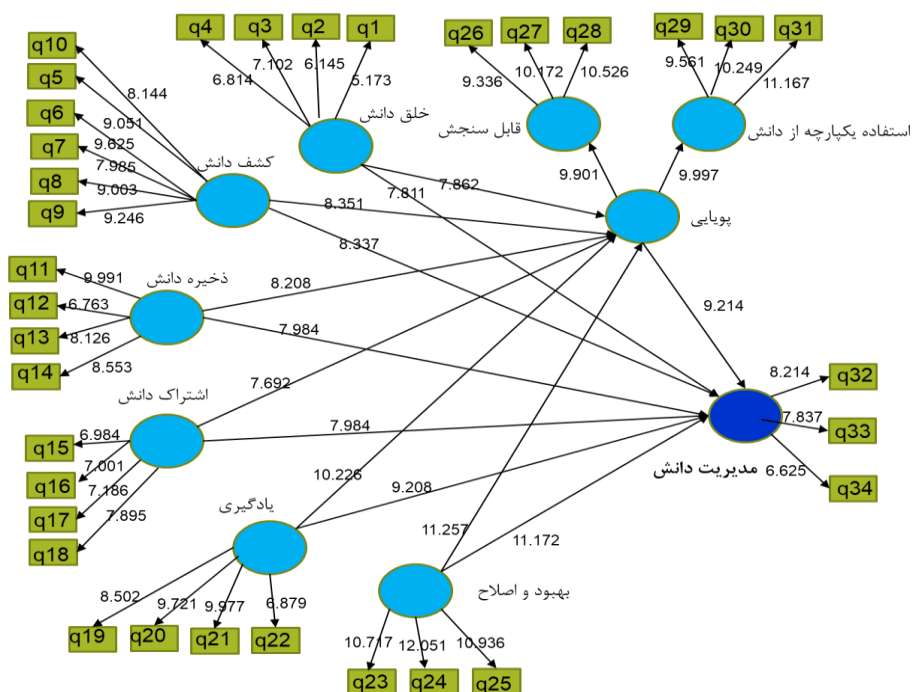 q10
q5
q6
q7
q8
q9
8.144
9.051
9.625
7.985
9.003
9.246
کشف دانش
q4
q3
q2
q1
6.814
7.102
6.145
5.173
خلق دانش
q26
q27
q28
9.336
10.172
10.526
قابل سنجش
q29
q30
q31
9.561
10.249
11.167
استفاده یکپارچه از دانش
9.901
9.997
پویایی
7.862
7.811
8.351
8.337
q11
q12
q13
q14
9.991
6.763
8.126
8.553
ذخیره دانش
8.208
7.984
9.214
q15
q16
q17
q18
6.984
7.001
7.186
7.895
اشتراک دانش
7.692
7.984
مدیریت دانش
8.214
7.837
6.625
q32
q33
q34
یادگیری
10.226
9.208
8.502
9.721
9.977
6.879
q19
q20
q21
q22
11.257
11.172
بهبود و اصلاح
10.717
12.051
10.936
q23
q24
q25